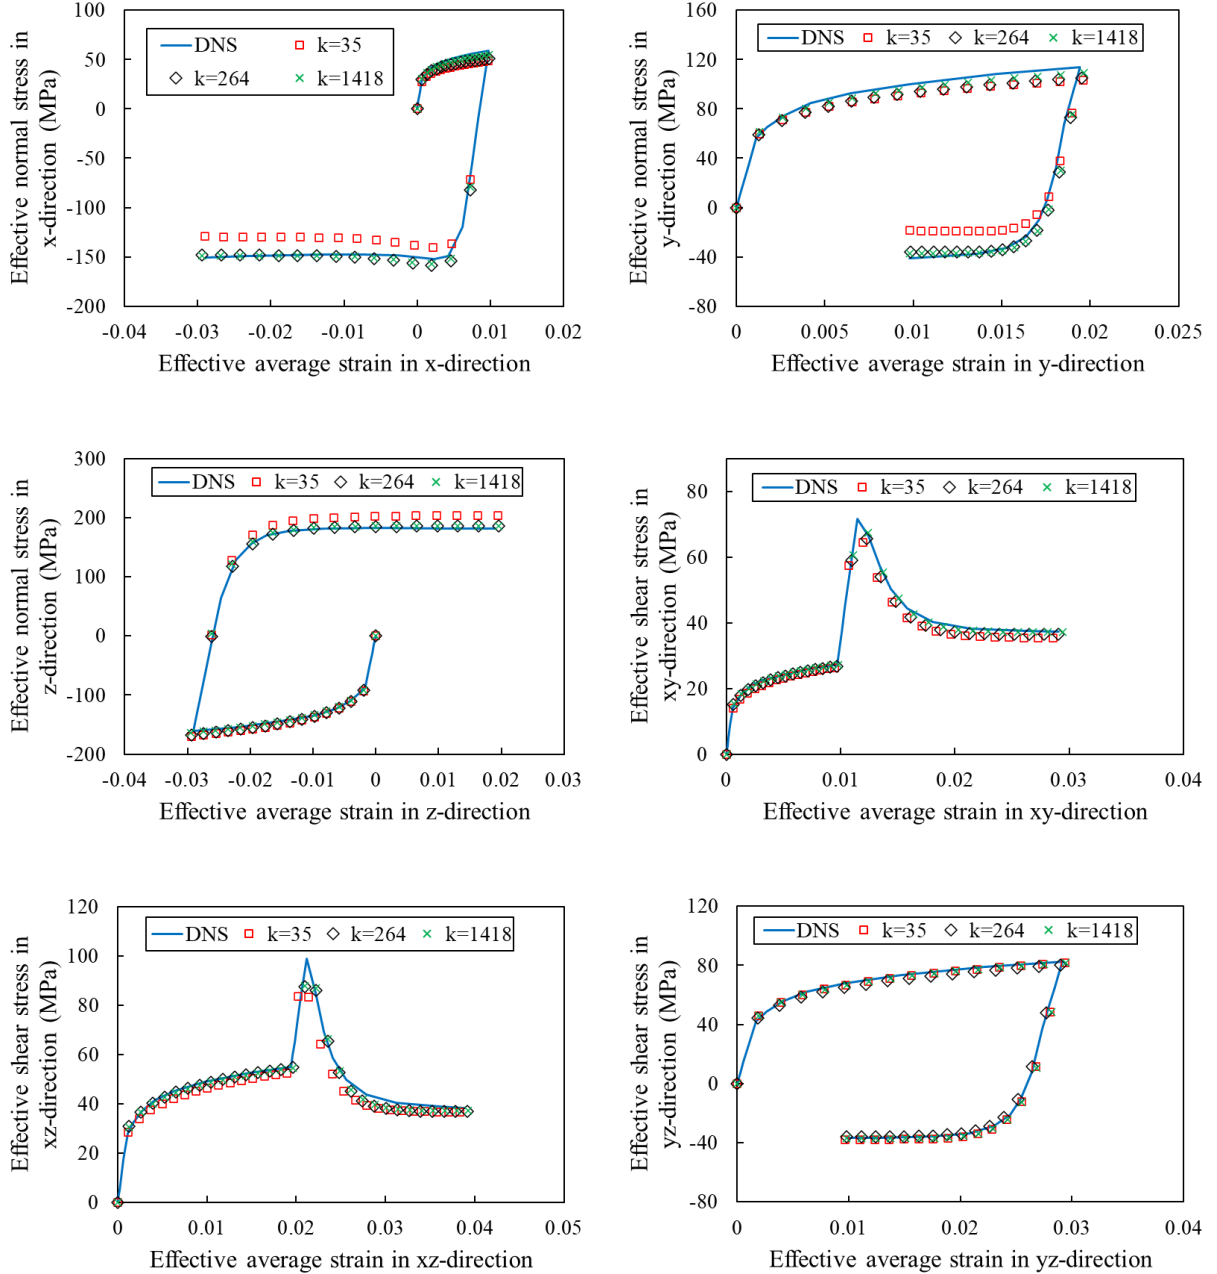 Effective normal stress in
x-direction (MPa)
100
50
0
-50
-100
-150
-200
DNS k=35
k=264 k=1418
-0.04 -0.03 -0.02 -0.01 0 0.01 0.02
Effective average strain in x-direction
Effective normal stress in
y-direction (MPa)
160
120
80
40
0
-40
-80
DNS k=35 k=264 k=1418
0 0.005 0.01 0.015 0.02 0.025
Effective average strain in y-direction
Effective normal stress in
z-direction (MPa)
300
200
100
0
-100
-200
DNS k=35 k=264 k=1418
-0.04 -0.03 -0.02 -0.01 0 0.01 0.02 0.03
Effective average strain in z-direction
Effective shear stress in
xy-direction (MPa)
80
60
40
20
0
DNS k=35 k=264 k=1418
0 0.01 0.02 0.03 0.04
Effective average strain in xy-direction
Effective shear stress in
xz-direction (MPa)
120
100
80
60
40
20
0
DNS k=35 k=264 k=1418
0 0.01 0.02 0.03 0.04 0.05
Effective average strain in xz-direction
Effective shear stress in
yz-direction (MPa)
120
80
40
0
-40
-80
DNS k=35 k=264 k=1418
0 0.01 0.02 0.03 0.04
Effective average strain in yz-direction